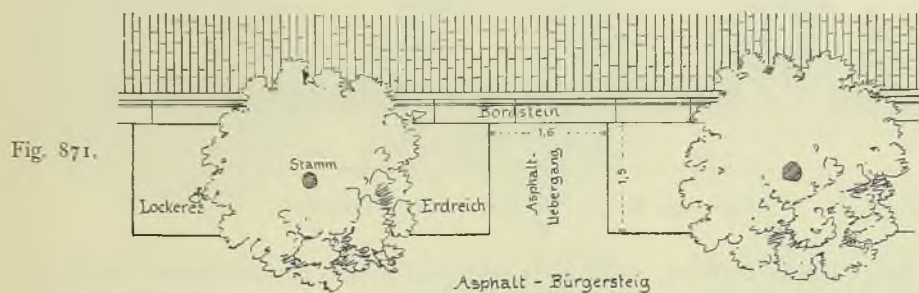 Bordstein
Fig. 871.
1,6
Stamm
Asphalt-
Uebergang
1,5
Lockeres Erdreich
Asphalt - Bürgersteig